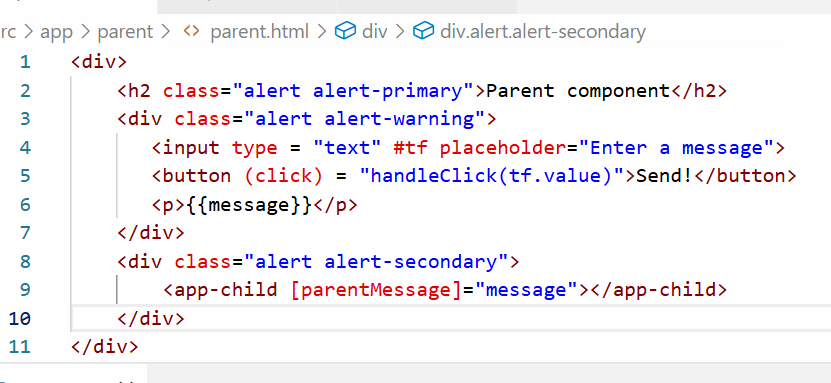 rc > app > parent > <> parent.html > div > div.alert.alert-secondary
1 <div>
2 <h2 class="alert alert-primary">Parent component</h2>
3 <div class="alert alert-warning">
4 <input type = "text" #tf placeholder="Enter a message">
5 <button (click) = "handleClick(tf.value)">Send!</button>
6 <p>{{message}}</p>
7 </div>
8 <div class="alert alert-secondary">
9 <app-child [parentMessage]="message"></app-child>
10 </div>
11 </div>